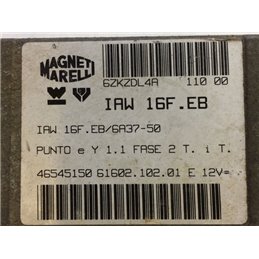 MAGNETI
MARELLI
6ZKZDL4A 110 00
IAW 16F.EB
IAW 16F.EB/6A37-50
PUNTO e Y 1.1 FASE 2 T. i T.
46545150 61602.102.01 E 12V=